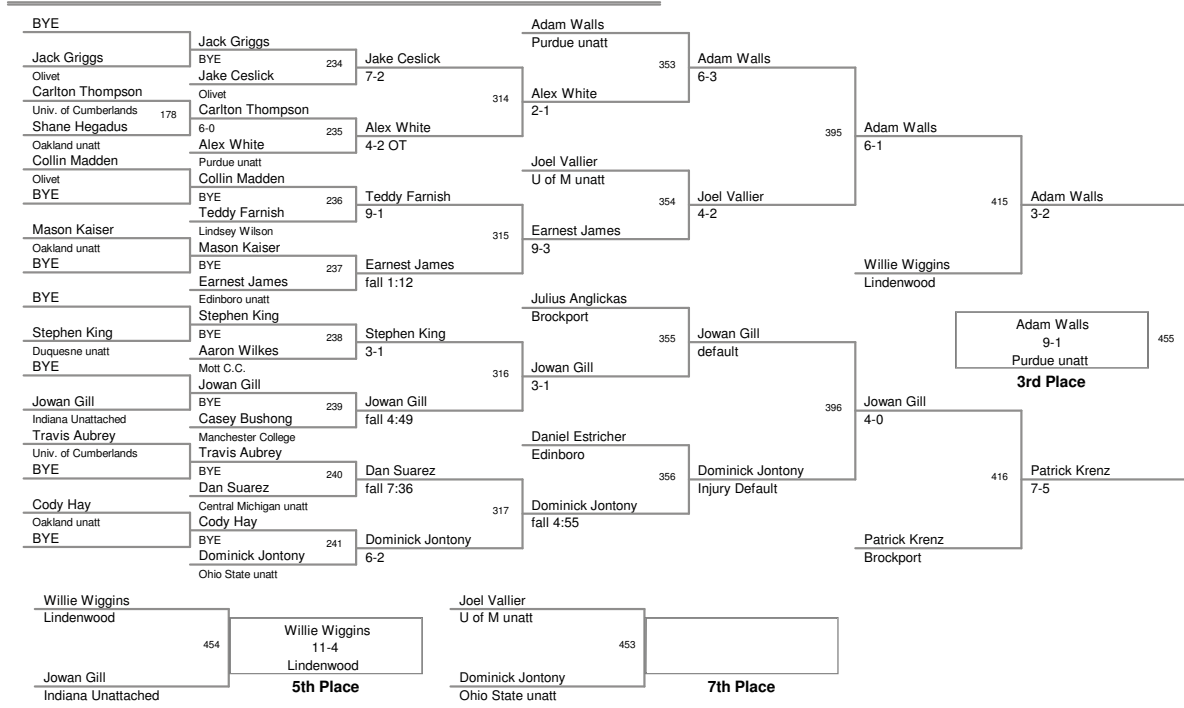 BYE
Jack Griggs
Olivet
Carlton Thompson
Univ. of Cumberlands
178
Shane Hegadus
Oakland unatt
Collin Madden
Olivet
BYE
Mason Kaiser
Oakland unatt
BYE
BYE
Stephen King
Duquesne unatt
BYE
Jowan Gill
Indiana Unattached
Travis Aubrey
Univ. of Cumberlands
BYE
Cody Hay
Oakland unatt
BYE
Jack Griggs
BYE
234
Jake Ceslick
Olivet
Carlton Thompson
6-0
235
Alex White
Purdue unatt
Collin Madden
BYE
236
Teddy Farnish
Lindsey Wilson
Mason Kaiser
BYE
237
Earnest James
Edinboro unatt
Stephen King
BYE
238
Aaron Wilkes
Mott C.C.
Jowan Gill
BYE
239
Casey Bushong
Manchester College
Travis Aubrey
BYE
240
Dan Suarez
Central Michigan unatt
Cody Hay
BYE
241
Dominick Jontony
Ohio State unatt
Jake Ceslick
7-2
314
Alex White
4-2 OT
Teddy Farnish
9-1
315
Earnest James
fall 1:12
Stephen King
3-1
316
Jowan Gill
fall 4:49
Dan Suarez
fall 7:36
317
Dominick Jontony
6-2
Adam Walls
Purdue unatt
353
Alex White
2-1
Joel Vallier
U of M unatt
354
Earnest James
9-3
Julius Anglickas
Brockport
355
Jowan Gill
3-1
Daniel Estricher
Edinboro
356
Dominick Jontony
fall 4:55
Adam Walls
6-3
395
Joel Vallier
4-2
Jowan Gill
default
396
Dominick Jontony
Injury Default
Adam Walls
6-1
415
Willie Wiggins
Lindenwood
Jowan Gill
4-0
416
Patrick Krenz
Brockport
Adam Walls
3-2
Patrick Krenz
7-5
Adam Walls
9-1
455
Purdue unatt
3rd Place
Willie Wiggins
Lindenwood
454
Jowan Gill
Indiana Unattached
Willie Wiggins
11-4
Lindenwood
5th Place
Joel Vallier
U of M unatt
453
Dominick Jontony
Ohio State unatt
7th Place